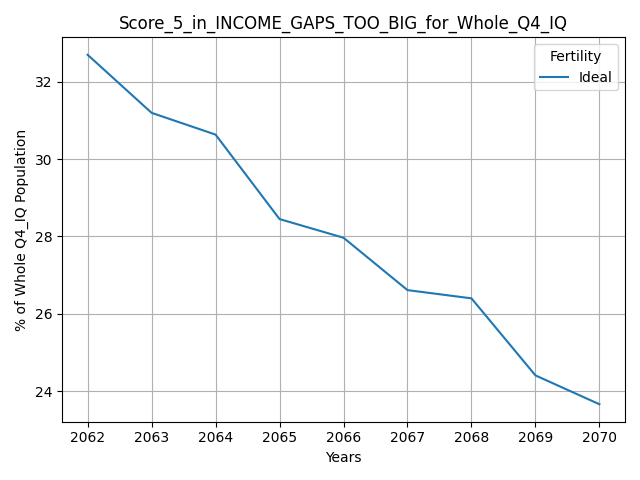 Score_5_in_INCOME_GAPS_TOO_BIG_for_Whole_Q4_IQ
Fertility
Ideal
% of Whole Q4_IQ Population
32
30
28
26
24
2062 2063 2064 2065 2066 2067 2068 2069 2070
Years